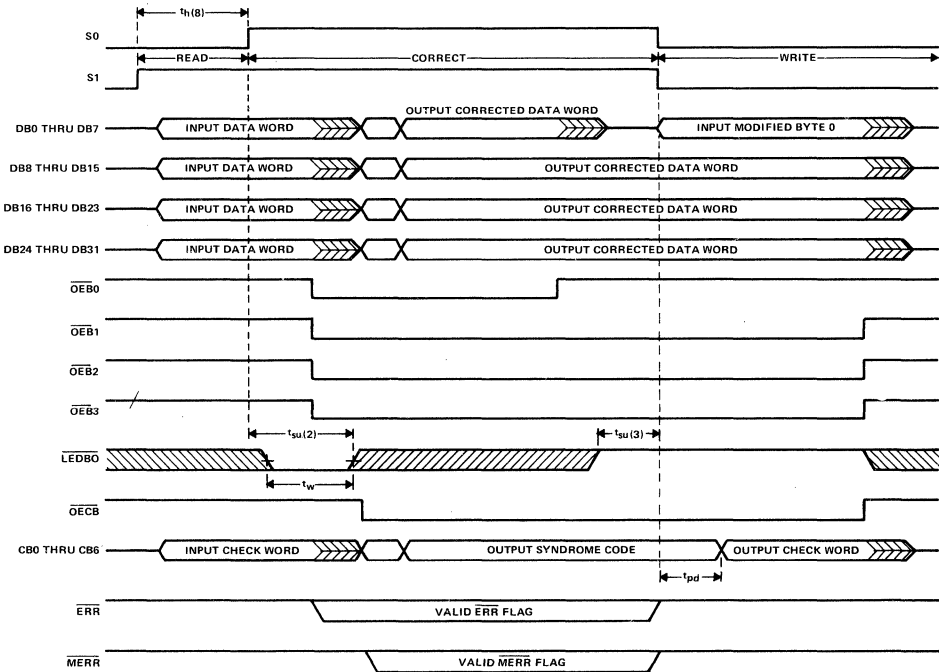 th(8)
S0
READ CORRECT WRITE
S1
OUTPUT CORRECTED DATA WORD
DB0 THRU DB7 INPUT DATA WORD INPUT MODIFIED BYTE 0
DB8 THRU DB15 INPUT DATA WORD OUTPUT CORRECTED DATA WORD
DB16 THRU DB23 INPUT DATA WORD OUTPUT CORRECTED DATA WORD
DB24 THRU DB31 INPUT DATA WORD OUTPUT CORRECTED DATA WORD
OEB0
OEB1
OEB2
OEB3
tsu(2) tsu(3)
LEDBO
tw
OECB
CB0 THRU CB6 INPUT CHECK WORD OUTPUT SYNDROME CODE OUTPUT CHECK WORD
tpd
ERR VALID ERR FLAG
MERR VALID MERR FLAG